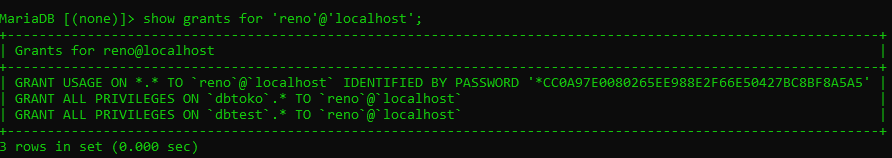 MariaDB [(none)]> show grants for 'reno'@'localhost';
+--------------------------------------------------------------------------------------------------------------+
| Grants for reno@localhost                                                                                    |
+--------------------------------------------------------------------------------------------------------------+
| GRANT USAGE ON *.* TO `reno`@`localhost` IDENTIFIED BY PASSWORD '*CC0A97E0080265EE988E2F66E50427BC8BF8A5A5' |
| GRANT ALL PRIVILEGES ON `dbtoko`.* TO `reno`@`localhost`                                                     |
| GRANT ALL PRIVILEGES ON `dbtest`.* TO `reno`@`localhost`                                                     |
+--------------------------------------------------------------------------------------------------------------+
3 rows in set (0.000 sec)